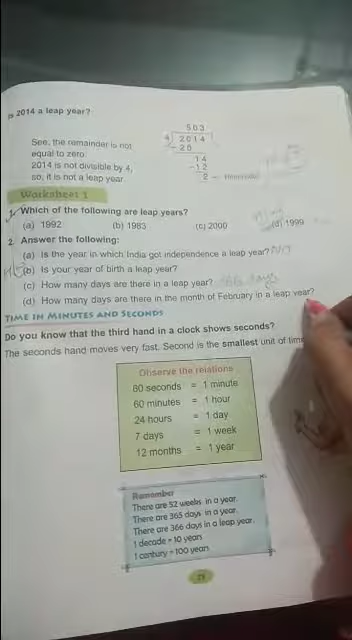 is 2014 a leap year?
See, the remainder is not
equal to zero.
2014 is not divisible by 4,
so, it is not a leap year.
503
4 2014
-20
14
-12
2
Worksheet 1
1. Which of the following are leap years?
(a) 1992 (b) 1983 (c) 2000 (d) 1999
2. Answer the following:
(a) Is the year in which India got independence a leap year?
(b) Is your year of birth a leap year?
(c) How many days are there in a leap year? 366 days
(d) How many days are there in the month of February in a leap year?
TIME IN MINUTES AND SECONDS
Do you know that the third hand in a clock shows seconds?
The seconds hand moves very fast. Second is the smallest unit of time
Observe the relations
60 seconds = 1 minute
60 minutes = 1 hour
24 hours = 1 day
7 days = 1 week
12 months = 1 year
Remember
There are 52 weeks in a year.
There are 365 days in a year.
There are 366 days in a leap year.
1 decade = 10 years
1 century = 100 years